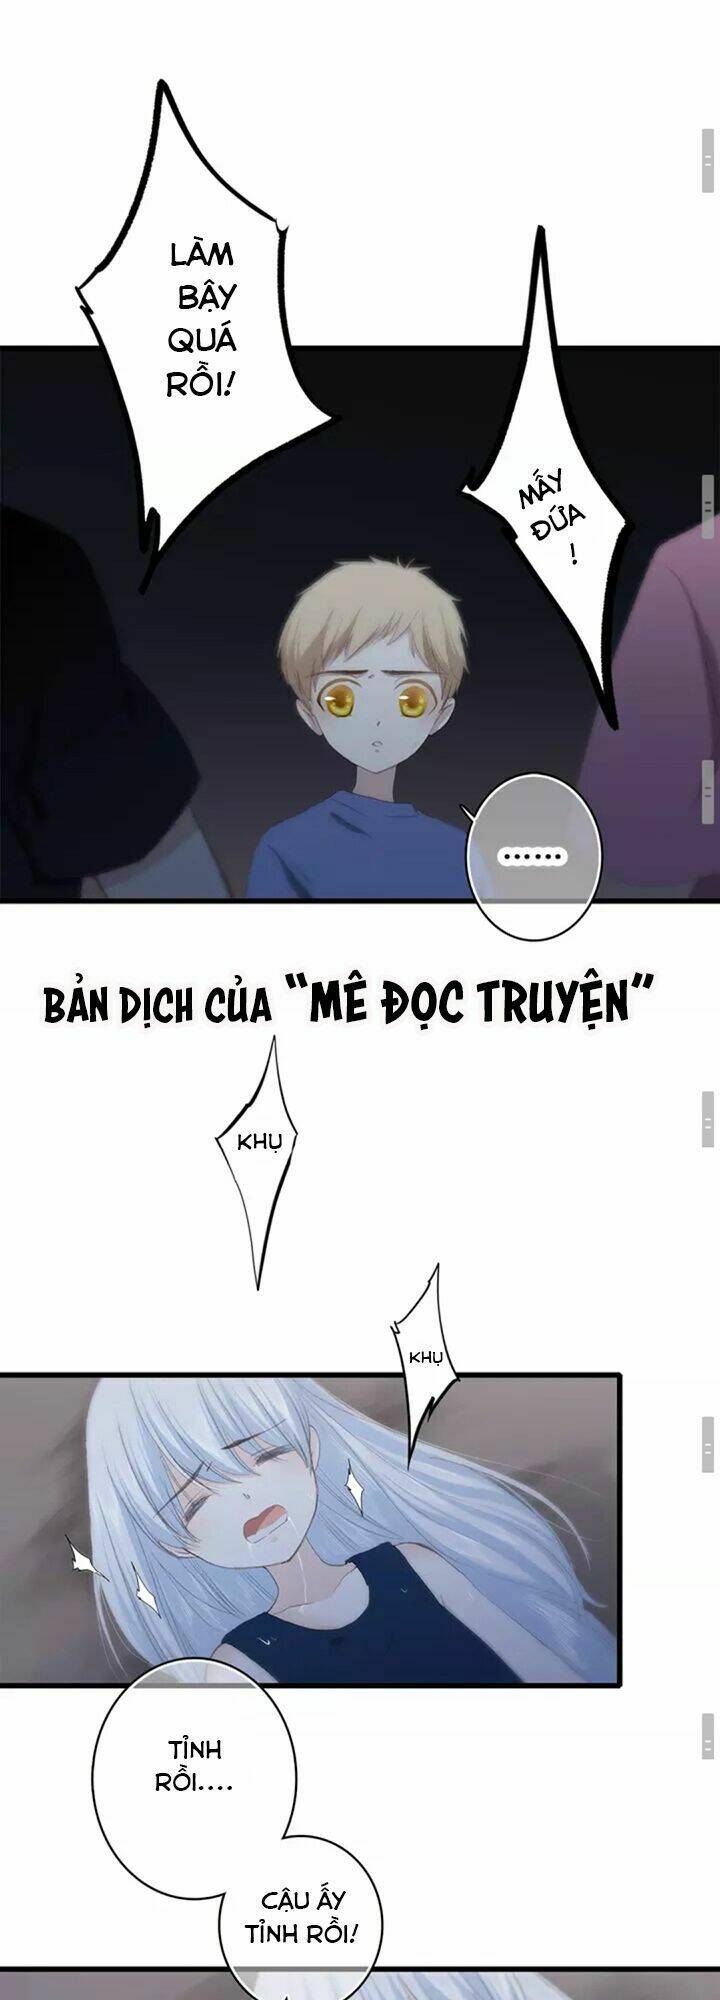 LÀM
BẬY
QUÁ
RỒI!
MẤY
ĐỨA
!
......
BẢN DỊCH CỦA "MÊ ĐỌC TRUYỆN"
KHỤ
KHỤ
TỈNH
RỒI....
CẬU ẤY
TỈNH RỒI!